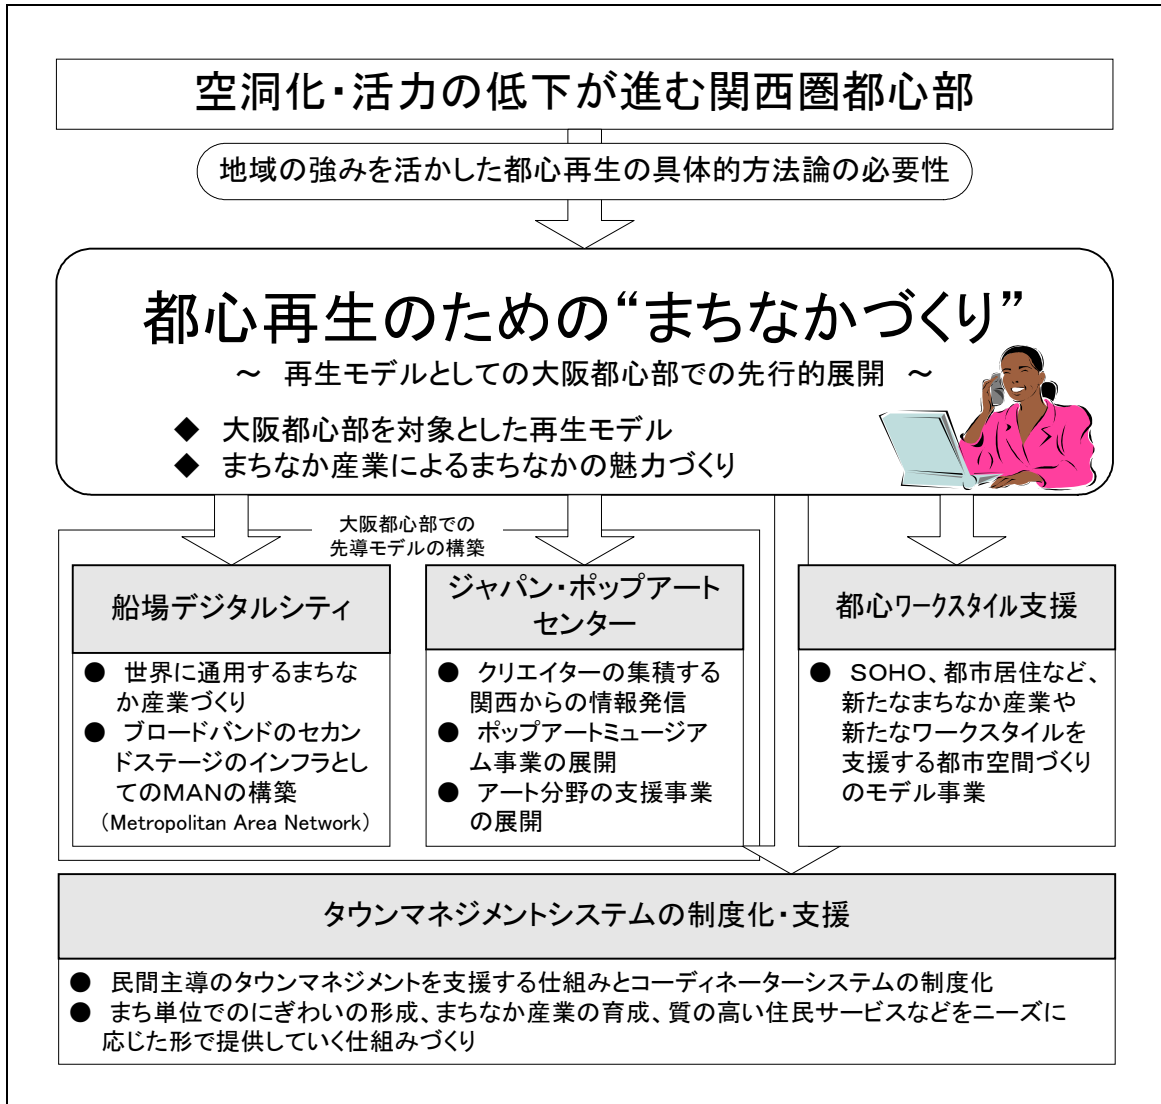 空洞化・活力の低下が進む関西圏都心部
地域の強みを活かした都心再生の具体的方法論の必要性
都心再生のための“まちなかづくり”
～ 再生モデルとしての大阪都心部での先行的展開 ～
◆ 大阪都心部を対象とした再生モデル
◆ まちなか産業によるまちなかの魅力づくり
大阪都心部での
先導モデルの構築
船場デジタルシティ
● 世界に通用するまちな
か産業づくり
● ブロードバンドのセカン
ドステージのインフラとし
てのMANの構築
（Metropolitan Area Network）
ジャパン・ポップアート
センター
● クリエイターの集積する
関西からの情報発信
● ポップアートミュージア
ム事業の展開
● アート分野の支援事業
の展開
都心ワークスタイル支援
● SOHO、都市居住など、
新たなまちなか産業や
新たなワークスタイルを
支援する都市空間づくり
のモデル事業
タウンマネジメントシステムの制度化・支援
● 民間主導のタウンマネジメントを支援する仕組みとコーディネーターシステムの制度化
● まち単位でのにぎわいの形成、まちなか産業の育成、質の高い住民サービスなどをニーズに
応じた形で提供していく仕組みづくり